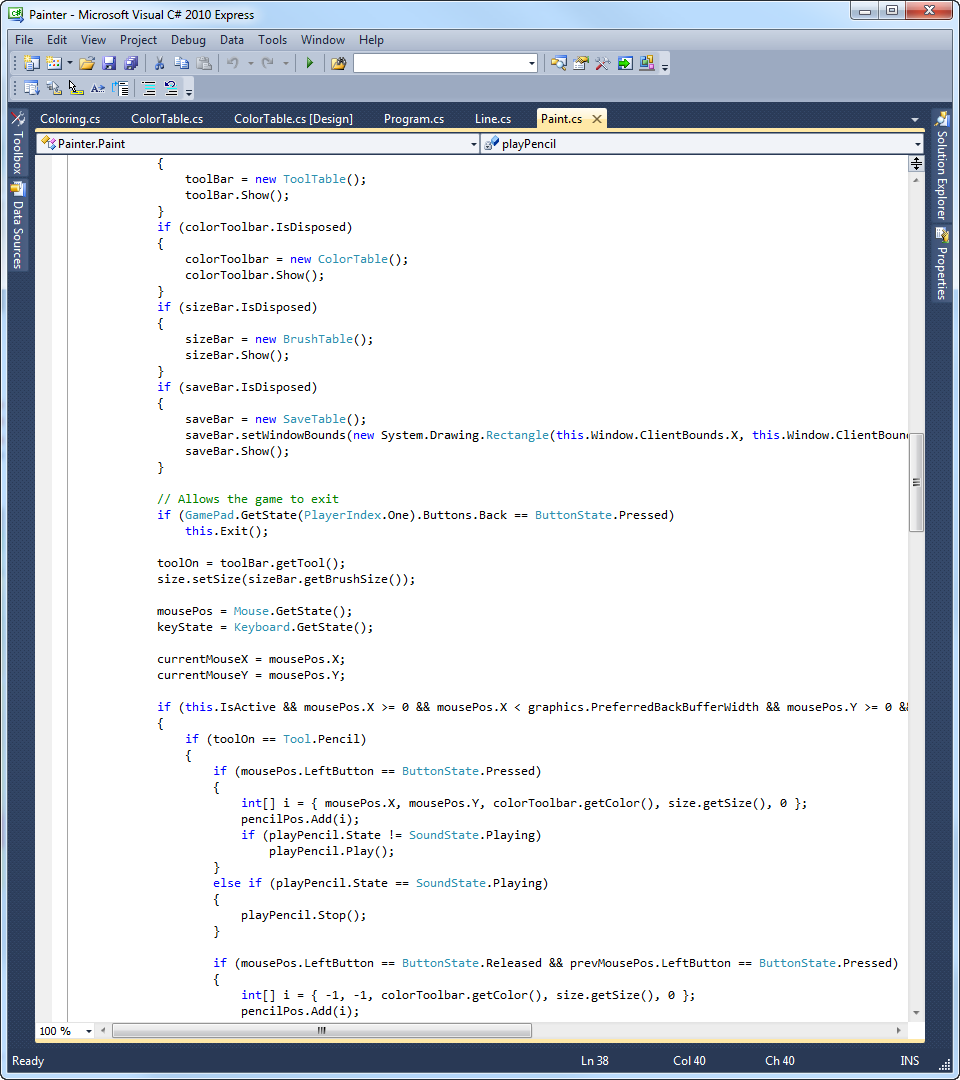 Painter - Microsoft Visual C# 2010 Express
File Edit View Project Debug Data Tools Window Help
Coloring.cs ColorTable.cs ColorTable.cs [Design] Program.cs Line.cs Paint.cs
Painter.Paint playPencil
Toolbox
Data Sources
Solution Explorer
Properties
{
toolBar = new ToolTable();
toolBar.Show();
}
if (colorToolbar.IsDisposed)
{
colorToolbar = new ColorTable();
colorToolbar.Show();
}
if (sizeBar.IsDisposed)
{
sizeBar = new BrushTable();
sizeBar.Show();
}
if (saveBar.IsDisposed)
{
saveBar = new SaveTable();
saveBar.setWindowBounds(new System.Drawing.Rectangle(this.Window.ClientBounds.X, this.Window.ClientBoun
saveBar.Show();
}
// Allows the game to exit
if (GamePad.GetState(PlayerIndex.One).Buttons.Back == ButtonState.Pressed)
this.Exit();
toolOn = toolBar.getTool();
size.setSize(sizeBar.getBrushSize());
mousePos = Mouse.GetState();
keyState = Keyboard.GetState();
currentMouseX = mousePos.X;
currentMouseY = mousePos.Y;
if (this.IsActive && mousePos.X >= 0 && mousePos.X < graphics.PreferredBackBufferWidth && mousePos.Y >= 0 &&
{
if (toolOn == Tool.Pencil)
{
if (mousePos.LeftButton == ButtonState.Pressed)
{
int[] i = { mousePos.X, mousePos.Y, colorToolbar.getColor(), size.getSize(), 0 };
pencilPos.Add(i);
if (playPencil.State != SoundState.Playing)
playPencil.Play();
}
else if (playPencil.State == SoundState.Playing)
{
playPencil.Stop();
}
if (mousePos.LeftButton == ButtonState.Released && prevMousePos.LeftButton == ButtonState.Pressed)
{
int[] i = { -1, -1, colorToolbar.getColor(), size.getSize(), 0 };
pencilPos.Add(i);
100 %
Ready Ln 38 Col 40 Ch 40 INS